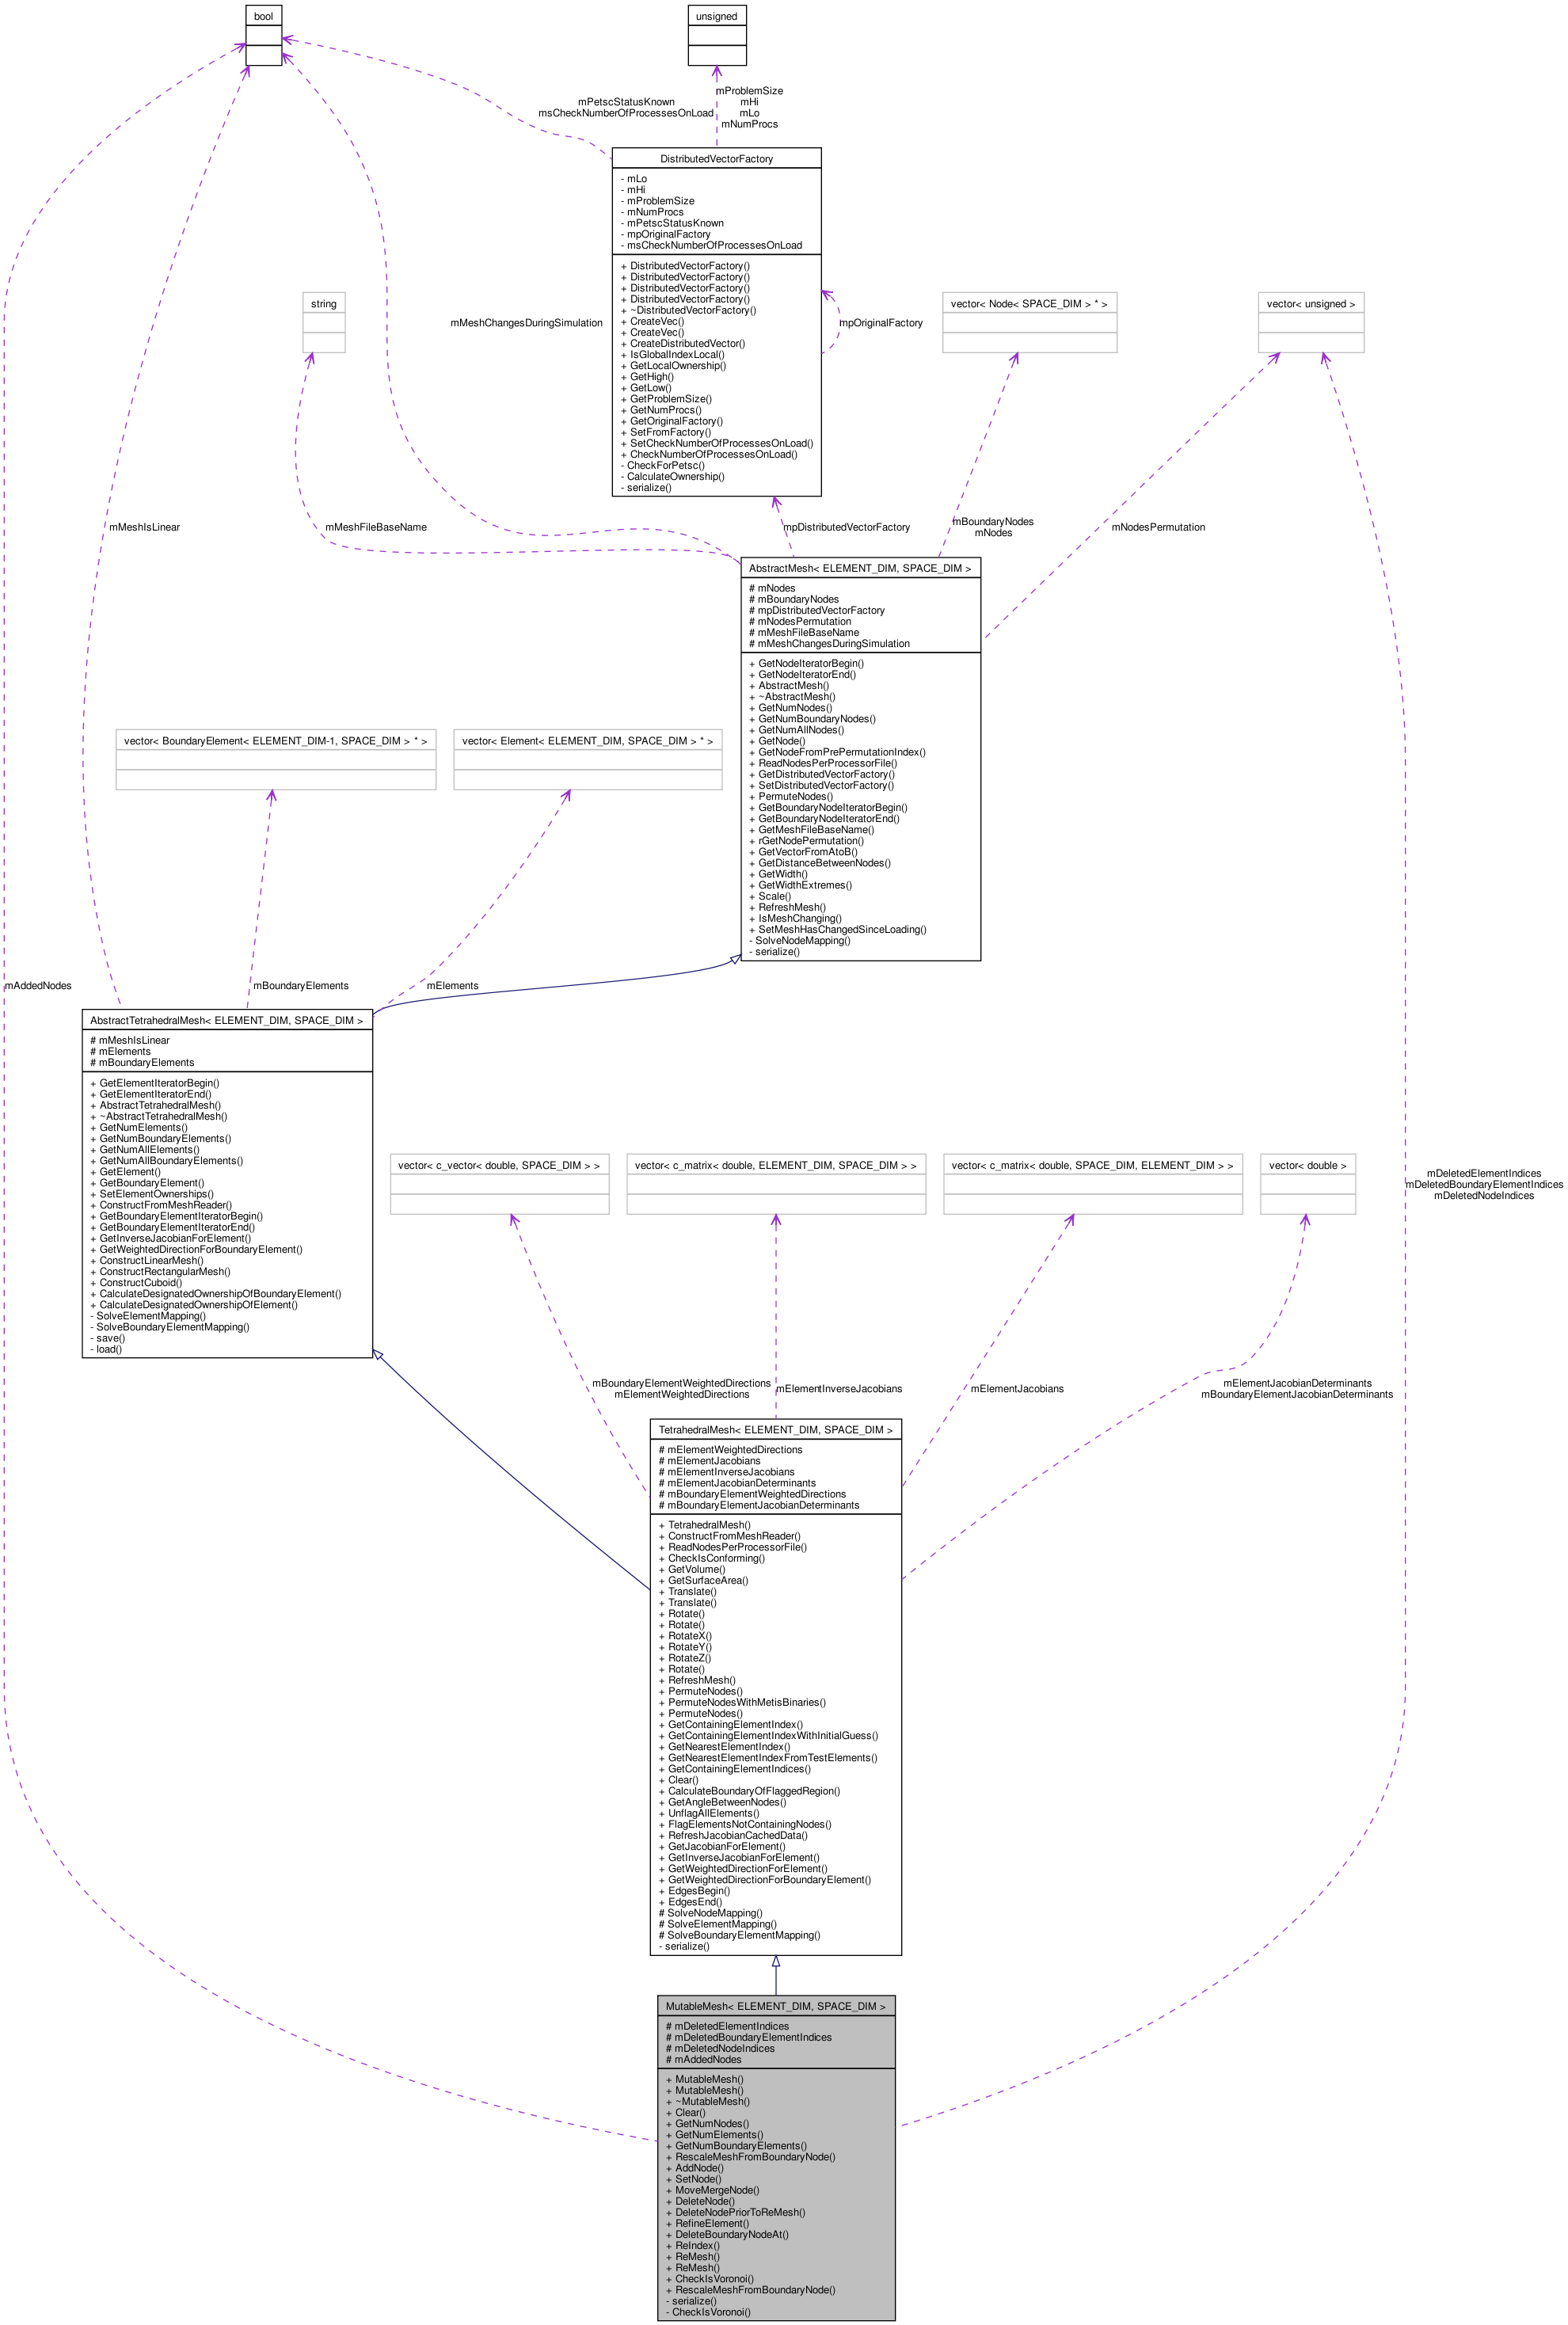 bool
unsigned
mPetscStatusKnown
msCheckNumberOfProcessesOnLoad
mProblemSize
mHi
mLo
mNumProcs
DistributedVectorFactory
- mLo
- mHi
- mProblemSize
- mNumProcs
- mPetscStatusKnown
- mpOriginalFactory
- msCheckNumberOfProcessesOnLoad
+ DistributedVectorFactory()
+ DistributedVectorFactory()
+ DistributedVectorFactory()
+ DistributedVectorFactory()
+ ~DistributedVectorFactory()
+ CreateVec()
+ CreateVec()
+ CreateDistributedVector()
+ IsGlobalIndexLocal()
+ GetLocalOwnership()
+ GetHigh()
+ GetLow()
+ GetProblemSize()
+ GetNumProcs()
+ GetOriginalFactory()
+ SetFromFactory()
+ SetCheckNumberOfProcessesOnLoad()
+ CheckNumberOfProcessesOnLoad()
- CheckForPetsc()
- CalculateOwnership()
- serialize()
string
mMeshChangesDuringSimulation
mpOriginalFactory
vector< Node< SPACE_DIM > * >
vector< unsigned >
mMeshIsLinear
mMeshFileBaseName
mpDistributedVectorFactory
mBoundaryNodes
mNodes
mNodesPermutation
AbstractMesh< ELEMENT_DIM, SPACE_DIM >
# mNodes
# mBoundaryNodes
# mpDistributedVectorFactory
# mNodesPermutation
# mMeshFileBaseName
# mMeshChangesDuringSimulation
+ GetNodeIteratorBegin()
+ GetNodeIteratorEnd()
+ AbstractMesh()
+ ~AbstractMesh()
+ GetNumNodes()
+ GetNumBoundaryNodes()
+ GetNumAllNodes()
+ GetNode()
+ GetNodeFromPrePermutationIndex()
+ ReadNodesPerProcessorFile()
+ GetDistributedVectorFactory()
+ SetDistributedVectorFactory()
+ PermuteNodes()
+ GetBoundaryNodeIteratorBegin()
+ GetBoundaryNodeIteratorEnd()
+ GetMeshFileBaseName()
+ rGetNodePermutation()
+ GetVectorFromAtoB()
+ GetDistanceBetweenNodes()
+ GetWidth()
+ GetWidthExtremes()
+ Scale()
+ RefreshMesh()
+ IsMeshChanging()
+ SetMeshHasChangedSinceLoading()
- SolveNodeMapping()
- serialize()
vector< BoundaryElement< ELEMENT_DIM-1, SPACE_DIM > * >
vector< Element< ELEMENT_DIM, SPACE_DIM > * >
mAddedNodes
mBoundaryElements
mElements
AbstractTetrahedralMesh< ELEMENT_DIM, SPACE_DIM >
# mMeshIsLinear
# mElements
# mBoundaryElements
+ GetElementIteratorBegin()
+ GetElementIteratorEnd()
+ AbstractTetrahedralMesh()
+ ~AbstractTetrahedralMesh()
+ GetNumElements()
+ GetNumBoundaryElements()
+ GetNumAllElements()
+ GetNumAllBoundaryElements()
+ GetElement()
+ GetBoundaryElement()
+ SetElementOwnerships()
+ ConstructFromMeshReader()
+ GetBoundaryElementIteratorBegin()
+ GetBoundaryElementIteratorEnd()
+ GetInverseJacobianForElement()
+ GetWeightedDirectionForBoundaryElement()
+ ConstructLinearMesh()
+ ConstructRectangularMesh()
+ ConstructCuboid()
+ CalculateDesignatedOwnershipOfBoundaryElement()
+ CalculateDesignatedOwnershipOfElement()
- SolveElementMapping()
- SolveBoundaryElementMapping()
- save()
- load()
vector< c_vector< double, SPACE_DIM > >
vector< c_matrix< double, ELEMENT_DIM, SPACE_DIM > >
vector< c_matrix< double, SPACE_DIM, ELEMENT_DIM > >
vector< double >
mDeletedElementIndices
mDeletedBoundaryElementIndices
mDeletedNodeIndices
mBoundaryElementWeightedDirections
mElementWeightedDirections
mElementInverseJacobians
mElementJacobians
mElementJacobianDeterminants
mBoundaryElementJacobianDeterminants
TetrahedralMesh< ELEMENT_DIM, SPACE_DIM >
# mElementWeightedDirections
# mElementJacobians
# mElementInverseJacobians
# mElementJacobianDeterminants
# mBoundaryElementWeightedDirections
# mBoundaryElementJacobianDeterminants
+ TetrahedralMesh()
+ ConstructFromMeshReader()
+ ReadNodesPerProcessorFile()
+ CheckIsConforming()
+ GetVolume()
+ GetSurfaceArea()
+ Translate()
+ Translate()
+ Rotate()
+ Rotate()
+ RotateX()
+ RotateY()
+ RotateZ()
+ Rotate()
+ RefreshMesh()
+ PermuteNodes()
+ PermuteNodesWithMetisBinaries()
+ PermuteNodes()
+ GetContainingElementIndex()
+ GetContainingElementIndexWithInitialGuess()
+ GetNearestElementIndex()
+ GetNearestElementIndexFromTestElements()
+ GetContainingElementIndices()
+ Clear()
+ CalculateBoundaryOfFlaggedRegion()
+ GetAngleBetweenNodes()
+ UnflagAllElements()
+ FlagElementsNotContainingNodes()
+ RefreshJacobianCachedData()
+ GetJacobianForElement()
+ GetInverseJacobianForElement()
+ GetWeightedDirectionForElement()
+ GetWeightedDirectionForBoundaryElement()
+ EdgesBegin()
+ EdgesEnd()
# SolveNodeMapping()
# SolveElementMapping()
# SolveBoundaryElementMapping()
- serialize()
MutableMesh< ELEMENT_DIM, SPACE_DIM >
# mDeletedElementIndices
# mDeletedBoundaryElementIndices
# mDeletedNodeIndices
# mAddedNodes
+ MutableMesh()
+ MutableMesh()
+ ~MutableMesh()
+ Clear()
+ GetNumNodes()
+ GetNumElements()
+ GetNumBoundaryElements()
+ RescaleMeshFromBoundaryNode()
+ AddNode()
+ SetNode()
+ MoveMergeNode()
+ DeleteNode()
+ DeleteNodePriorToReMesh()
+ RefineElement()
+ DeleteBoundaryNodeAt()
+ ReIndex()
+ ReMesh()
+ ReMesh()
+ CheckIsVoronoi()
+ RescaleMeshFromBoundaryNode()
- serialize()
- CheckIsVoronoi()